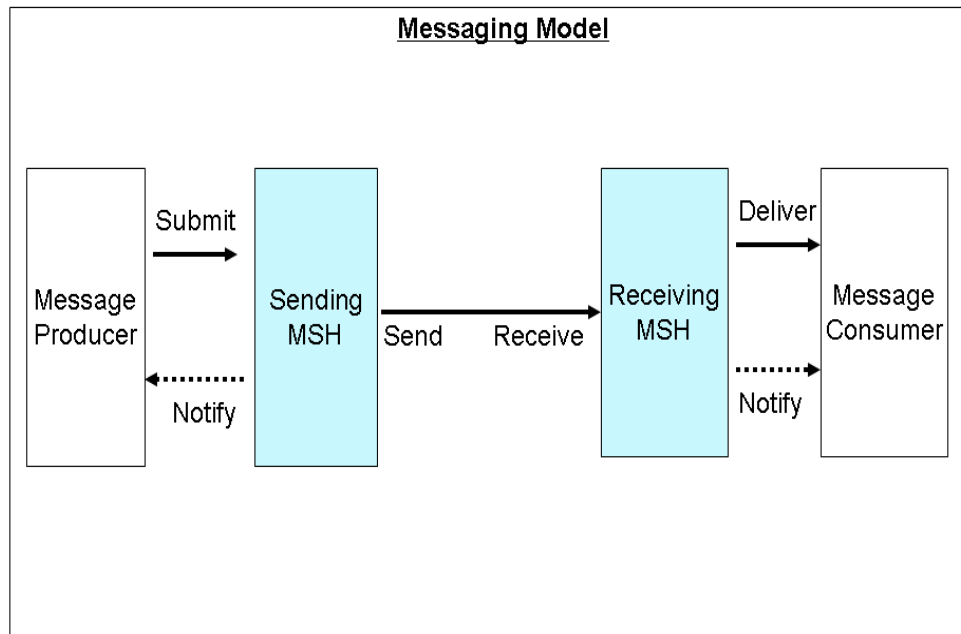 Messaging Model
Submit
Deliver
Message
Producer
Sending
MSH
Receiving
MSH
Message
Consumer
Send
Receive
Notify
Notify